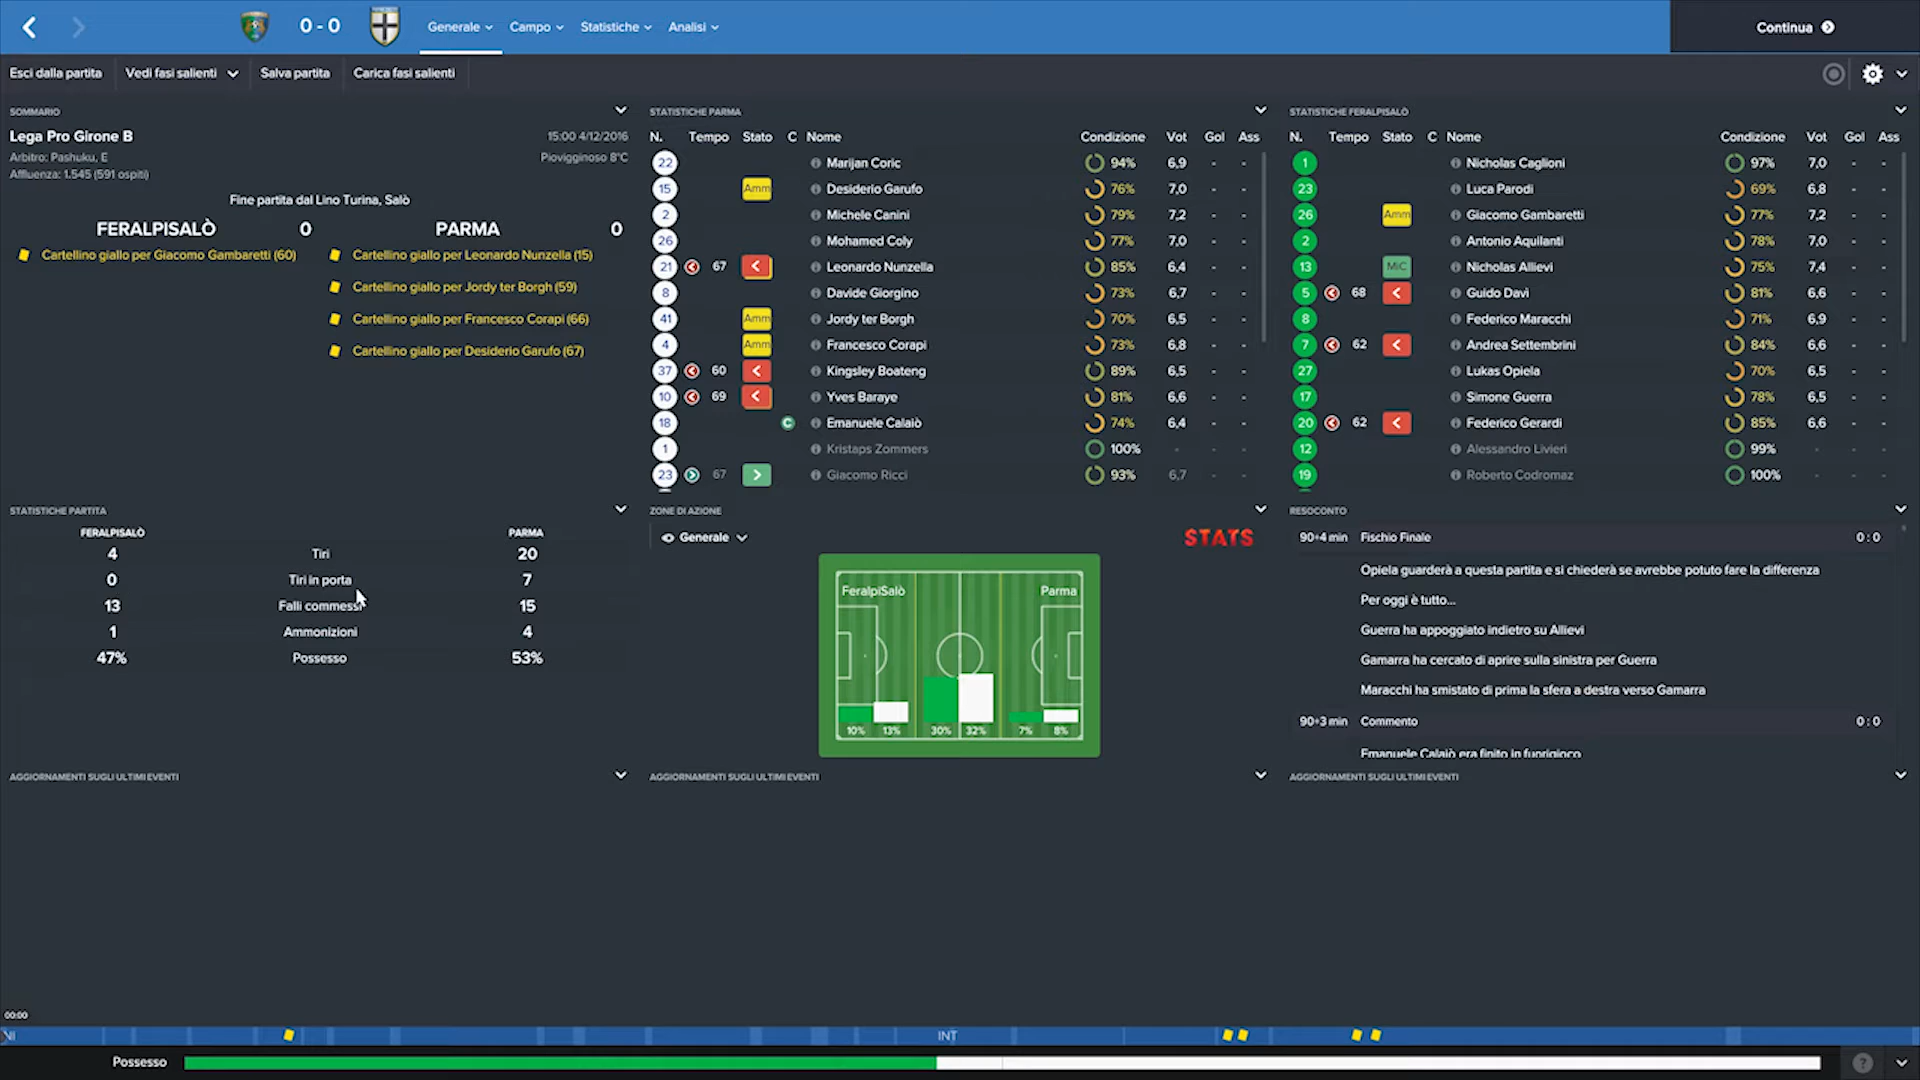 0 - 0
Generale
Campo
Statistiche
Analisi
Continua
Esci dalla partita
Vedi fasi salienti
Salva partita
Carica fasi salienti
SOMMARIO
Lega Pro Girone B
15:00 4/12/2016
Arbitro: Pashuku, E
Piovigginoso 8°C
Affluenza: 1.545 (591 ospiti)
Fine partita dal Lino Turina, Salò
FERALPISALÒ 0 PARMA 0
Cartellino giallo per Giacomo Gambaretti (60)
Cartellino giallo per Leonardo Nunzella (15)
Cartellino giallo per Jordy ter Borgh (59)
Cartellino giallo per Francesco Corapi (66)
Cartellino giallo per Desiderio Garufo (67)
STATISTICHE PARMA
N. Tempo Stato C Nome Condizione Vot Gol Ass
22 Marijan Coric 94% 6,9 - -
15 Amm Desiderio Garufo 76% 7,0 - -
2 Michele Canini 79% 7,2 - -
26 Mohamed Coly 77% 7,0 - -
21 67 Leonardo Nunzella 85% 6,4 - -
8 Davide Giorgino 73% 6,7 - -
41 Amm Jordy ter Borgh 70% 6,5 - -
4 Amm Francesco Corapi 73% 6,8 - -
37 60 Kingsley Boateng 89% 6,5 - -
10 69 Yves Baraye 81% 6,6 - -
18 C Emanuele Calaiò 74% 6,4 - -
1 Kristaps Zommers 100% - - -
23 67 Giacomo Ricci 93% 6,7 - -
STATISTICHE FERALPISALÒ
N. Tempo Stato C Nome Condizione Vot Gol Ass
1 Nicholas Caglioni 97% 7,0 - -
23 Luca Parodi 69% 6,8 - -
26 Amm Giacomo Gambaretti 77% 7,2 - -
2 Antonio Aquilanti 78% 7,0 - -
13 MiC Nicholas Allievi 75% 7,4 - -
5 68 Guido Davì 81% 6,6 - -
8 Federico Maracchi 71% 6,9 - -
7 62 Andrea Settembrini 84% 6,6 - -
27 Lukas Opiela 70% 6,5 - -
17 Simone Guerra 78% 6,5 - -
20 62 Federico Gerardi 85% 6,6 - -
12 Alessandro Livieri 99% - - -
19 Roberto Codromaz 100% - - -
STATISTICHE PARTITA
FERALPISALÒ PARMA
4 Tiri 20
0 Tiri in porta 7
13 Falli commessi 15
1 Ammonizioni 4
47% Possesso 53%
ZONE DI AZIONE
Generale
STATS
FeralpiSalò Parma
10% 13% 30% 32% 7% 8%
RESOCONTO
90+4 min Fischio Finale 0 : 0
Opiela guarderà a questa partita e si chiederà se avrebbe potuto fare la differenza
Per oggi è tutto...
Guerra ha appoggiato indietro su Allievi
Gamarra ha cercato di aprire sulla sinistra per Guerra
Maracchi ha smistato di prima la sfera a destra verso Gamarra
90+3 min Commento 0 : 0
Emanuele Calaiò era finito in fuorigioco
AGGIORNAMENTI SUGLI ULTIMI EVENTI
AGGIORNAMENTI SUGLI ULTIMI EVENTI
AGGIORNAMENTI SUGLI ULTIMI EVENTI
00:00
INT
Possesso
?